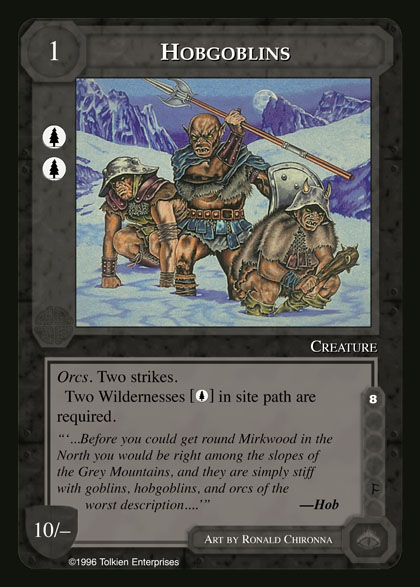 1
HOBGOBLINS
CREATURE
Orcs. Two strikes.
Two Wildernesses [] in site path are
required.
“‘...Before you could get round Mirkwood in the
North you would be right among the slopes of
the Grey Mountains, and they are simply stiff
with goblins, hobgoblins, and orcs of the
worst description....’” —Hob
8
F
10/–
ART BY RONALD CHIRONNA
©1996 Tolkien Enterprises